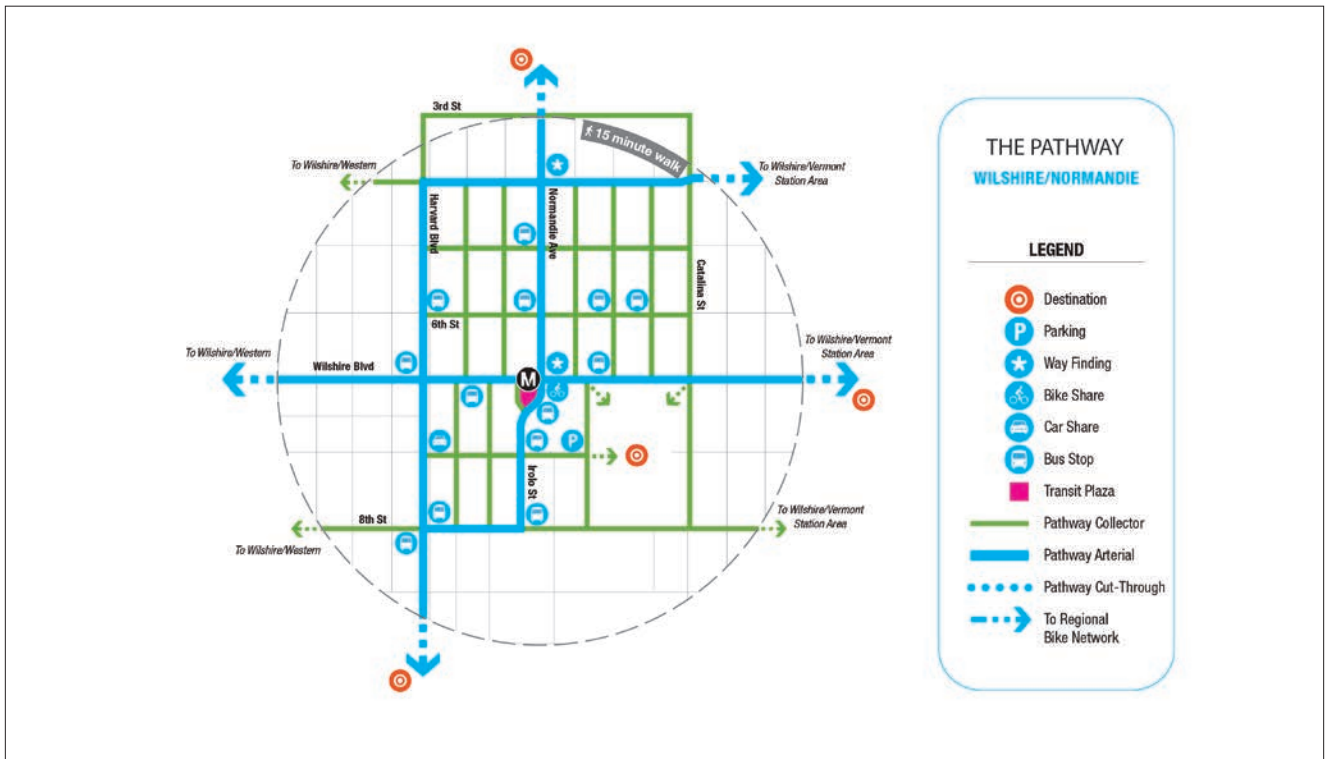 3rd St
15 minute walk
To Wilshire/Western
To Wilshire/Vermont
Station Area
Harvard Blvd
Normandie Ave
Catalina St
6th St
To Wilshire/Western
To Wilshire/Vermont
Station Area
Wilshire Blvd
M
P
Irolo St
8th St
To Wilshire/Vermont
Station Area
To Wilshire/Western
THE PATHWAY
WILSHIRE/NORMANDIE
LEGEND
Destination
P Parking
Way Finding
Bike Share
Car Share
Bus Stop
Transit Plaza
Pathway Collector
Pathway Arterial
Pathway Cut-Through
To Regional
Bike Network